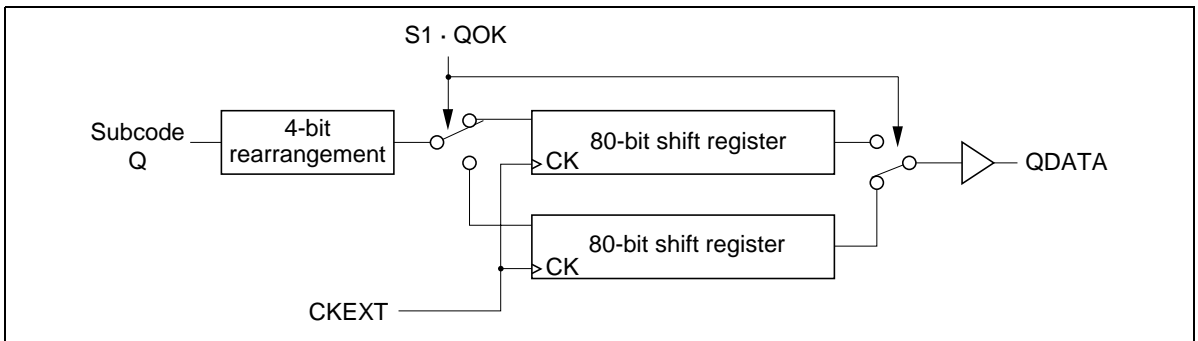 S1 · QOK
Subcode
Q
4-bit
rearrangement
80-bit shift register
CK
QDATA
80-bit shift register
CK
CKEXT